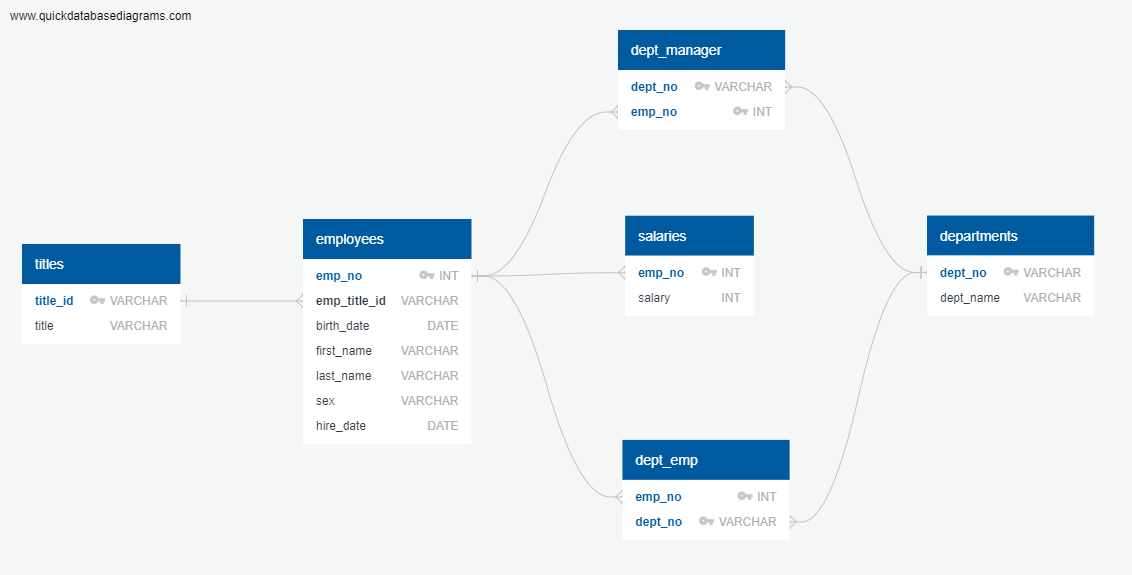 www.quickdatabasediagrams.com
dept_manager
dept_no VARCHAR
emp_no INT
titles
title_id VARCHAR
title VARCHAR
employees
emp_no INT
emp_title_id VARCHAR
birth_date DATE
first_name VARCHAR
last_name VARCHAR
sex VARCHAR
hire_date DATE
salaries
emp_no INT
salary INT
departments
dept_no VARCHAR
dept_name VARCHAR
dept_emp
emp_no INT
dept_no VARCHAR